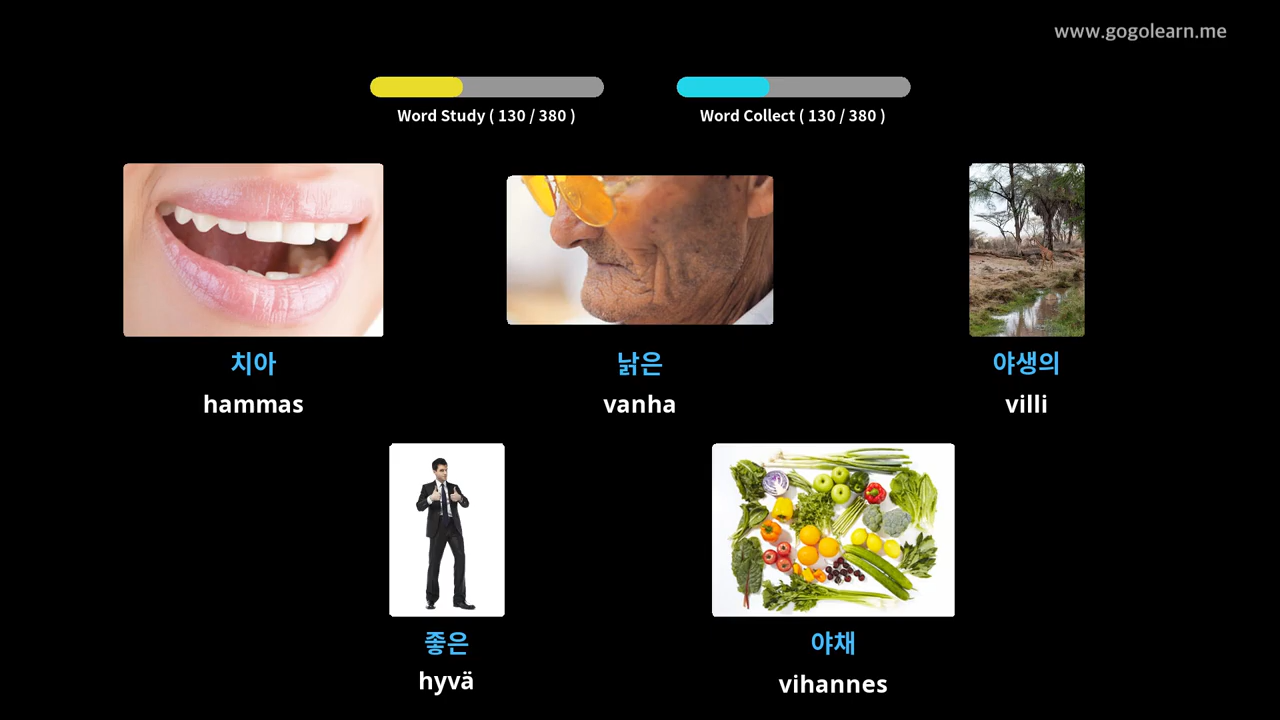 www.gogolearn.me
Word Study ( 130 / 380 )
Word Collect ( 130 / 380 )
치아
hammas
낡은
vanha
야생의
villi
좋은
hyvä
야채
vihannes